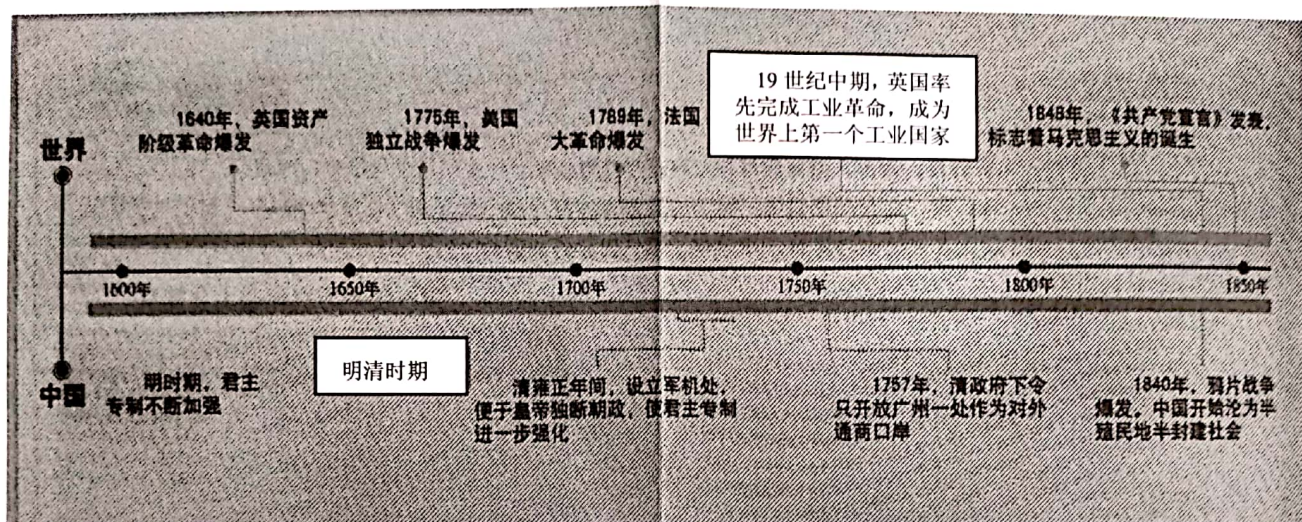 1640年，英国资产
阶级革命爆发
1775年，美国
独立战争爆发
1789年，法国
大革命爆发
19世纪中期，英国率
先完成工业革命，成为
世界上第一个工业国家
1848年，《共产党宣言》发表，
标志着马克思主义的诞生
世界
1600年
1650年
1700年
1750年
1800年
1850年
中国
明时期，君主
专制不断加强
明清时期
清雍正年间，设立军机处，
便于皇帝独断朝政，使君主专制
进一步强化
1757年，清政府下令
只开放广州一处作为对外
通商口岸
1840年，鸦片战争
爆发，中国开始沦为半
殖民地半封建社会